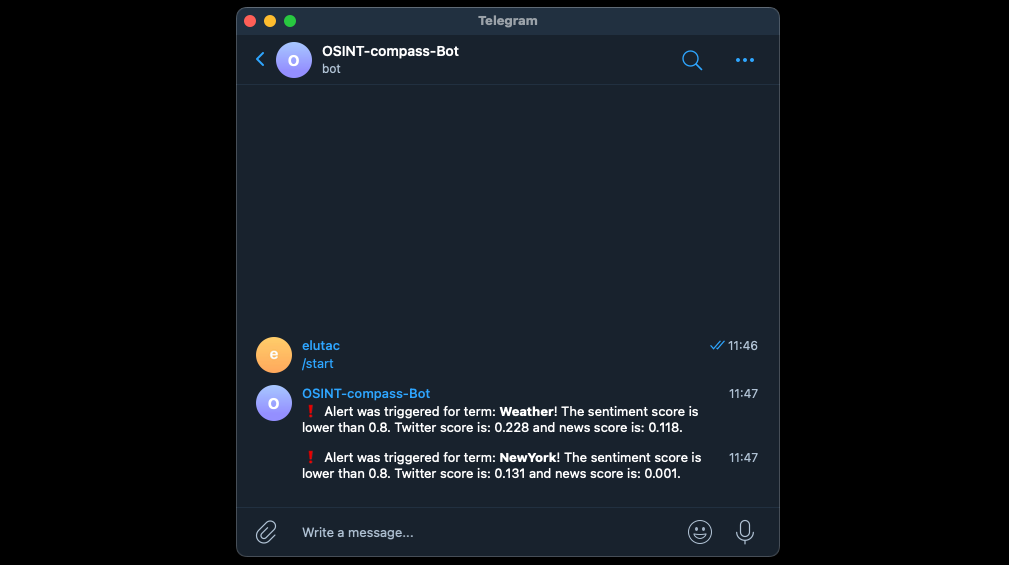 Telegram
O
OSINT-compass-Bot
bot
e
elutac
11:46
/start
O
OSINT-compass-Bot
11:47
❗ Alert was triggered for term: Weather! The sentiment score is
lower than 0.8. Twitter score is: 0.228 and news score is: 0.118.
❗ Alert was triggered for term: NewYork! The sentiment score is
11:47
lower than 0.8. Twitter score is: 0.131 and news score is: 0.001.
Write a message...